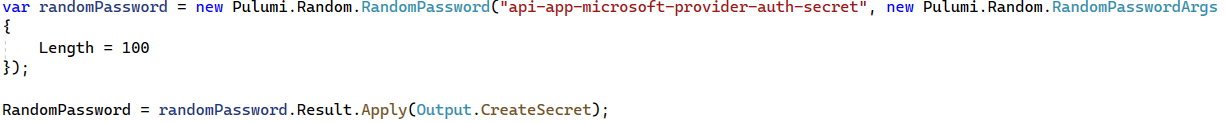 var randomPassword = new Pulumi.Random.RandomPassword("api-app-microsoft-provider-auth-secret", new Pulumi.Random.RandomPasswordArgs
{
    Length = 100
});

RandomPassword = randomPassword.Result.Apply(Output.CreateSecret);